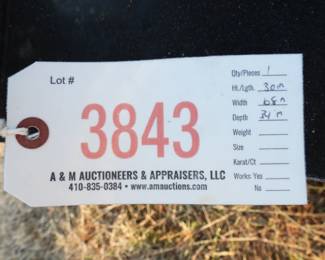 Lot #
3843
A & M AUCTIONEERS & APPRAISERS, LLC
410-835-0384 • www.amauctions.com
Qty/Pieces 1
Ht./Lgth. 30in
Width 68"
Depth 34in
Weight
Size
Karat/Ct
Works: Yes
No